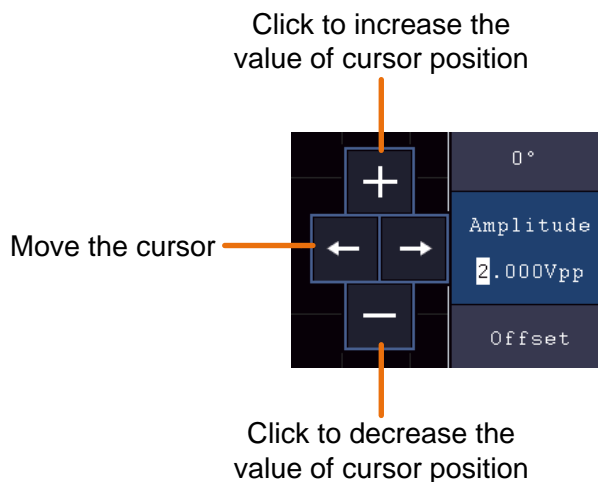 Click to increase the
value of cursor position
0°
+
Amplitude
Move the cursor
← →
2.000Vpp
−
Offset
Click to decrease the
value of cursor position